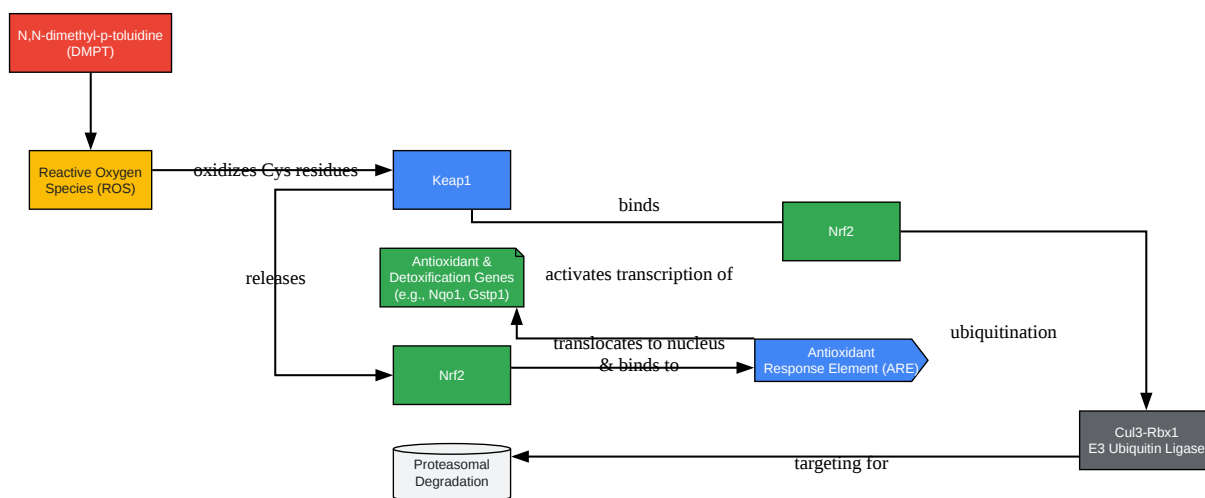 N,N-dimethyl-p-toluidine
(DMPT)
Reactive Oxygen
Species (ROS)
oxidizes Cys residues
Keap1
binds
Nrf2
releases
Antioxidant &
Detoxification Genes
(e.g., Nqo1, Gstp1)
activates transcription of
translocates to nucleus
& binds to
Nrf2
Antioxidant
Response Element (ARE)
ubiquitination
Cul3-Rbx1
E3 Ubiquitin Ligase
targeting for
Proteasomal
Degradation